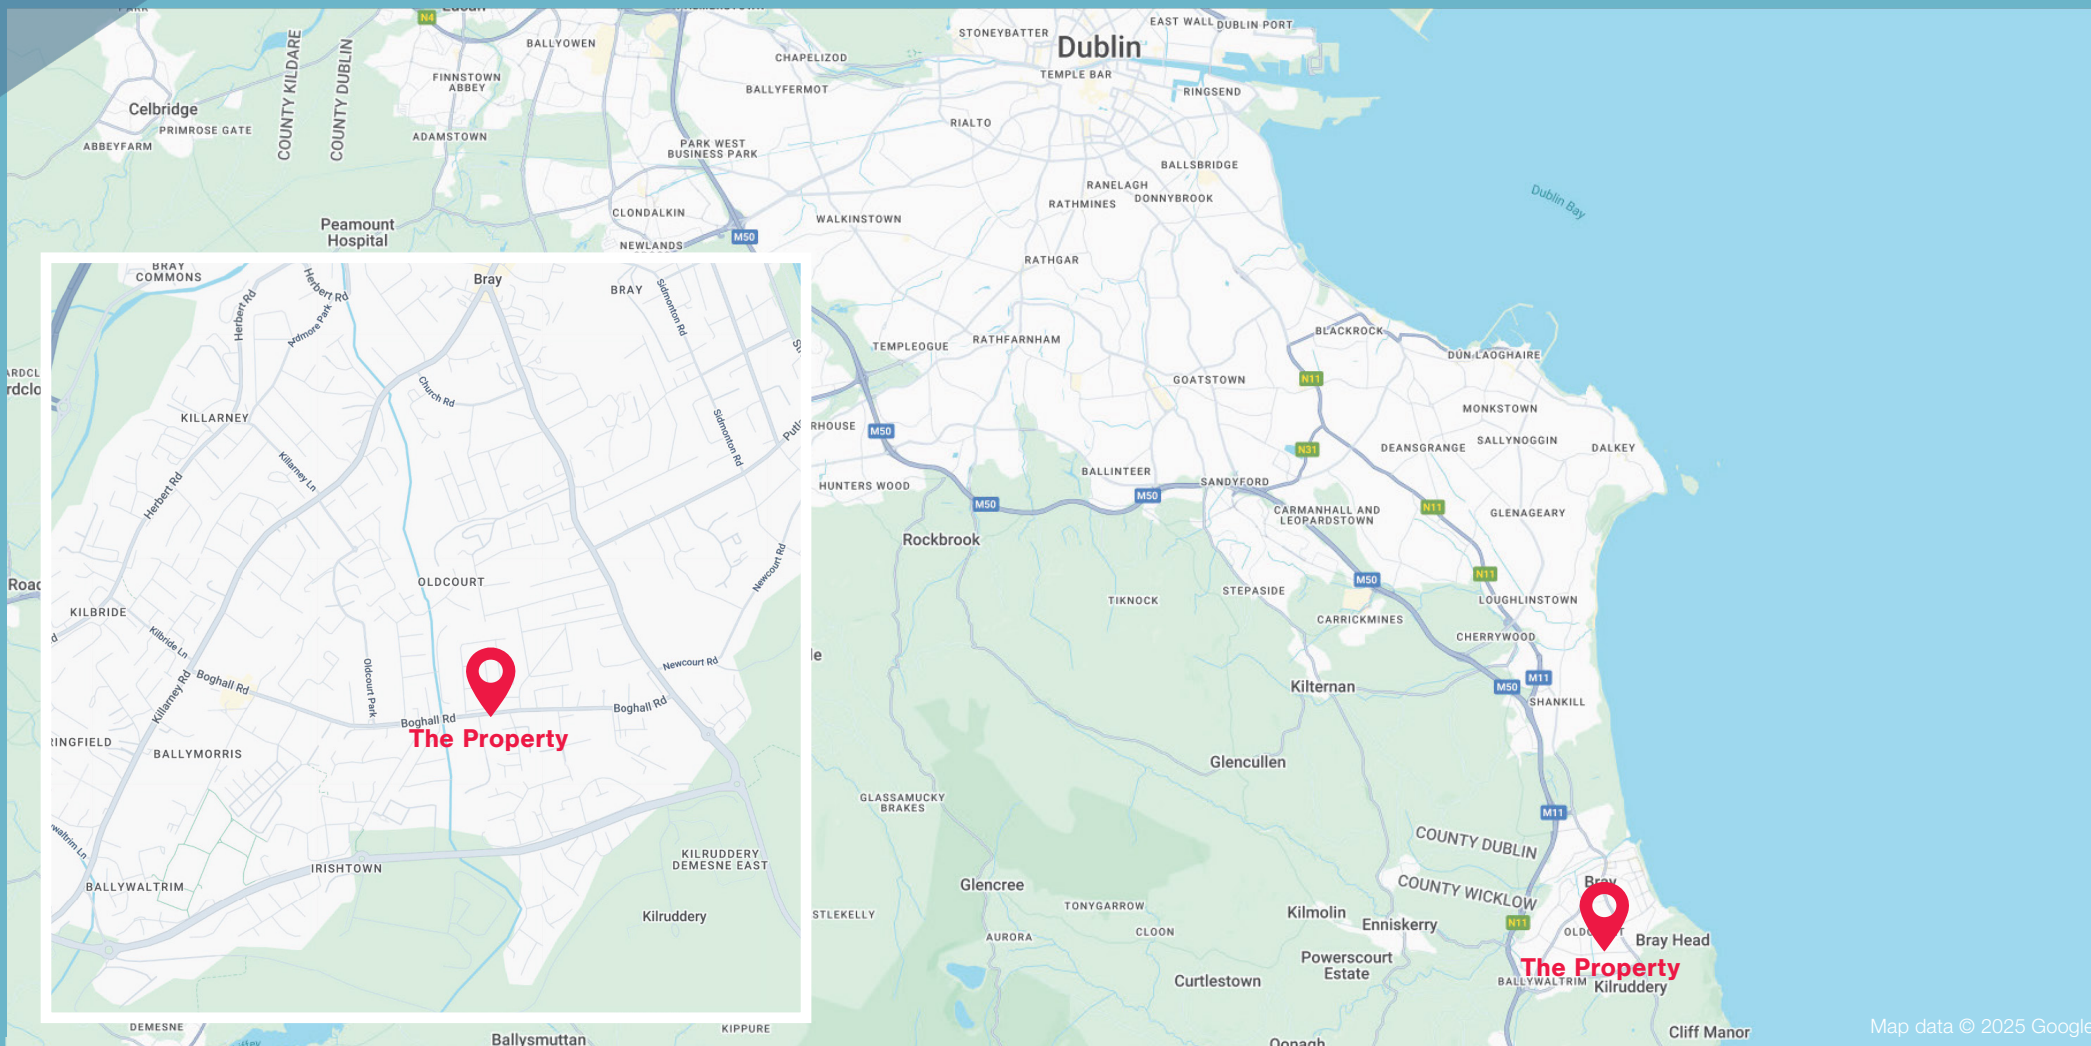 N4
EAST WALL
DUBLIN PORT
BALLYOWEN
STONEYBATTER
Dublin
CHAPELIZOD
TEMPLE BAR
FINNSTOWN
ABBEY
BALLYFERMOT
RINGSEND
COUNTY KILDARE
COUNTY DUBLIN
Celbridge
PRIMROSE GATE
ABBEYFARM
ADAMSTOWN
RIALTO
PARK WEST
BUSINESS PARK
BALLSBRIDGE
RANELAGH
DONNYBROOK
RATHMINES
Dublin Bay
CLONDALKIN
WALKINSTOWN
Peamount
Hospital
M50
NEWLANDS
RATHGAR
BLACKROCK
TEMPLEOGUE
RATHFARNHAM
DÚN LAOGHAIRE
GOATSTOWN
N11
MONKSTOWN
RHOUSE
M50
N31
DEANSGRANGE
SALLYNOGGIN
DALKEY
BALLINTEER
HUNTERS WOOD
M50
M50
SANDYFORD
CARMANHALL AND
LEOPARDSTOWN
N11
GLENAGEARY
Rockbrook
M50
N11
STEPASIDE
TIKNOCK
LOUGHLINSTOWN
CARRICKMINES
CHERRYWOOD
M11
M50
Kilternan
SHANKILL
Glencullen
GLASSAMUCKY
BRAKES
M11
COUNTY DUBLIN
COUNTY WICKLOW
Glencree
Bray
TONYGARROW
STLEKELLY
Kilmolin
Enniskerry
N11
CLOON
AURORA
Bray Head
Powerscourt
Estate
The Property
Curtlestown
BALLYWALTRIM
Kilruddery
DEMESNE
KIPPURE
Ballysmuttan
Oonagh
Cliff Manor
Map data © 2025 Google
BRAY
COMMONS
Herbert Rd
Herbert Rd
Bray
BRAY
Sidmonton Rd
Ardmore Park
Church Rd
KILLARNEY
Sidmonton Rd
Killarney Ln
Herbert Rd
OLDCOURT
Newcourt Rd
KILBRIDE
Kilbride Ln
Newcourt Rd
Oldcourt Park
Boghall Rd
Killarney Rd
Boghall Rd
Boghall Rd
The Property
RINGFIELD
BALLYMORRIS
IRISHTOWN
KILRUDDERY
DEMESNE EAST
BALLYWALTRIM
Kilruddery